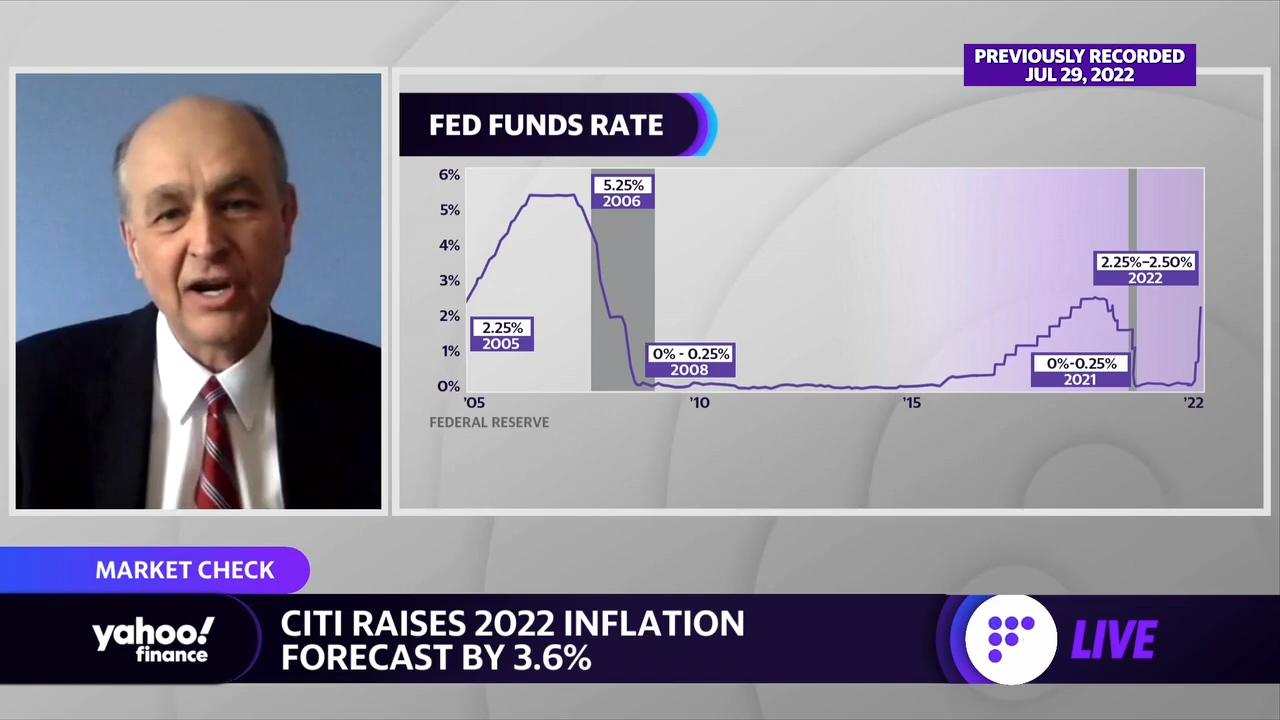 PREVIOUSLY RECORDED
JUL 29, 2022
FED FUNDS RATE
6%
5%
4%
3%
2%
1%
0%
5.25%
2006
2.25%
2005
0% - 0.25%
2008
2.25%-2.50%
2022
0%-0.25%
2021
'05
'10
'15
'22
FEDERAL RESERVE
MARKET CHECK
yahoo!
finance
CITI RAISES 2022 INFLATION
FORECAST BY 3.6%
LIVE